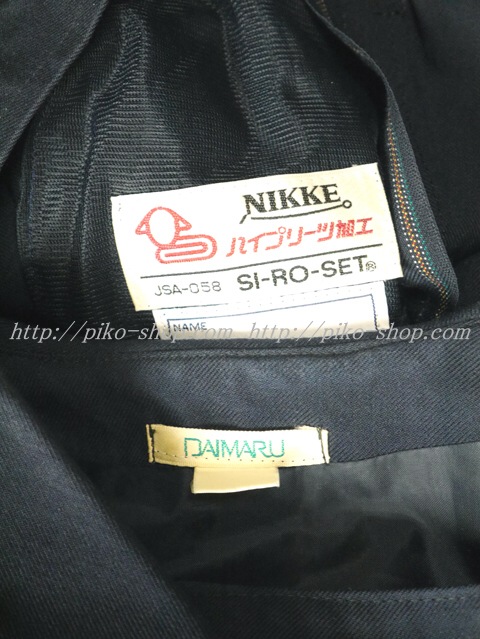 NIKKE
ハイプリーツ加工
JSA-058 SI-RO-SET®
NAME
http://piko-shop.com/ http://piko-shop.com
DAIMARU